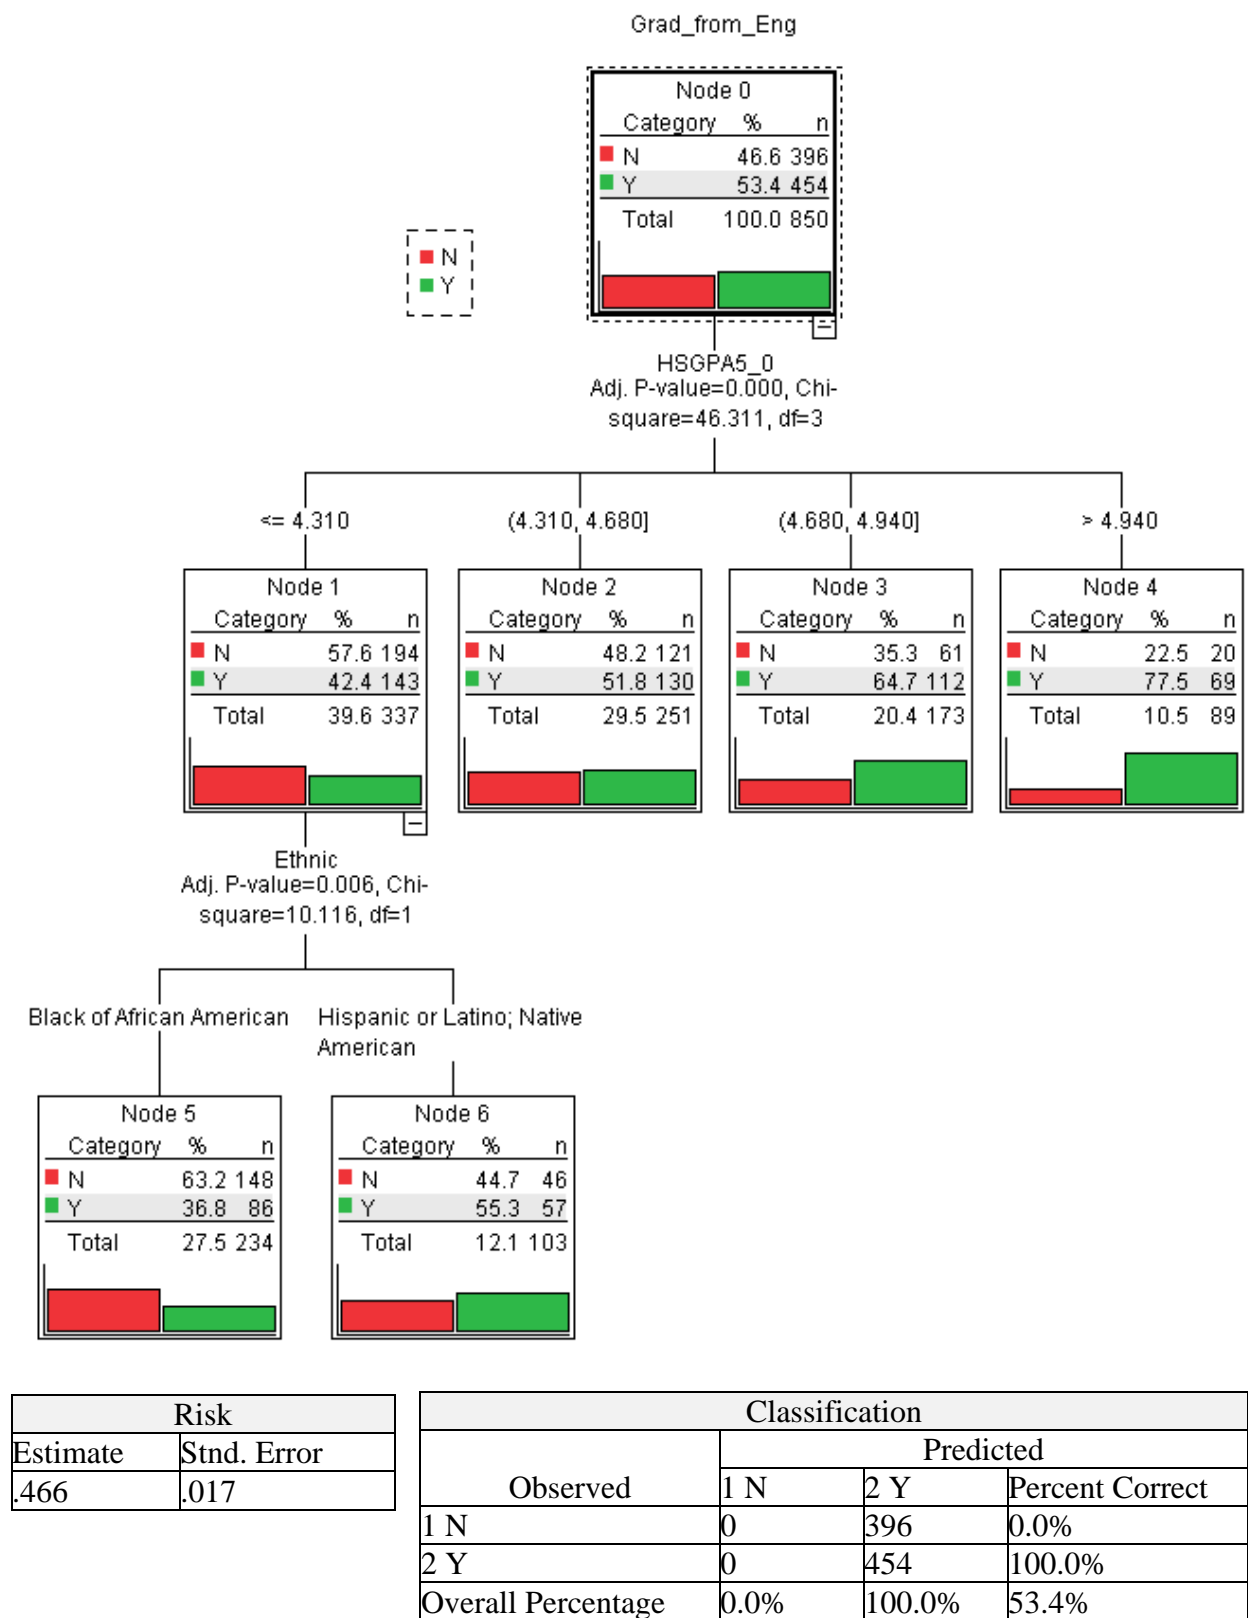 Grad_from_Eng
Node 0
Category % n
N 46.6 396
Y 53.4 454
Total 100.0 850
N
Y
HSGPA5_0
Adj. P-value=0.000, Chi-
square=46.311, df=3
<= 4.310
(4.310, 4.680]
(4.680, 4.940]
> 4.940
Node 1
Category % n
N 57.6 194
Y 42.4 143
Total 39.6 337
Node 2
Category % n
N 48.2 121
Y 51.8 130
Total 29.5 251
Node 3
Category % n
N 35.3 61
Y 64.7 112
Total 20.4 173
Node 4
Category % n
N 22.5 20
Y 77.5 69
Total 10.5 89
Ethnic
Adj. P-value=0.006, Chi-
square=10.116, df=1
Black of African American
Hispanic or Latino; Native
American
Node 5
Category % n
N 63.2 148
Y 36.8 86
Total 27.5 234
Node 6
Category % n
N 44.7 46
Y 55.3 57
Total 12.1 103
Risk
Estimate Stnd. Error
.466 .017
Classification
Predicted
Observed 1 N 2 Y Percent Correct
1 N 0 396 0.0%
2 Y 0 454 100.0%
Overall Percentage 0.0% 100.0% 53.4%